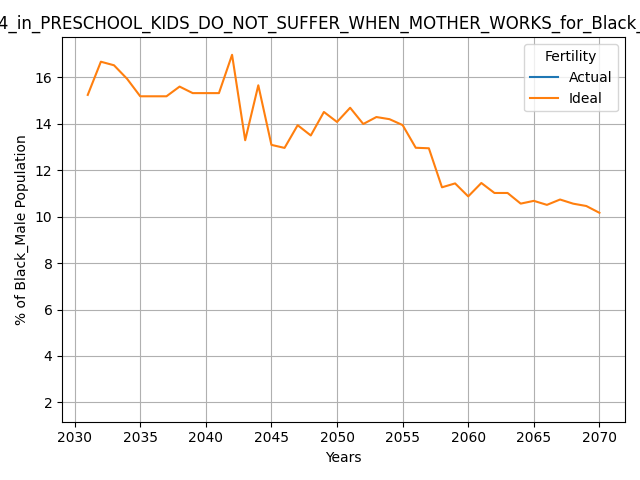 4_in_PRESCHOOL_KIDS_DO_NOT_SUFFER_WHEN_MOTHER_WORKS_for_Black_
Fertility
Actual
Ideal
% of Black_Male Population
16
14
12
10
8
6
4
2
2030 2035 2040 2045 2050 2055 2060 2065 2070
Years